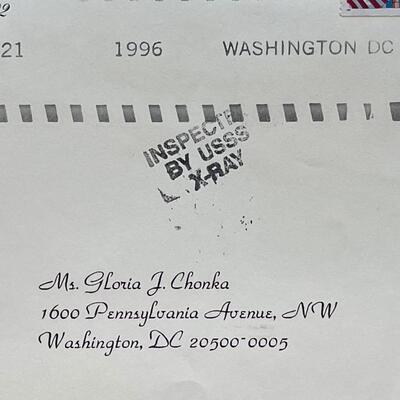 21 1996 WASHINGTON DC
INSPECTED
BY USSS
X-RAY
Ms. Gloria J. Chonka
1600 Pennsylvania Avenue, NW
Washington, DC 20500-0005